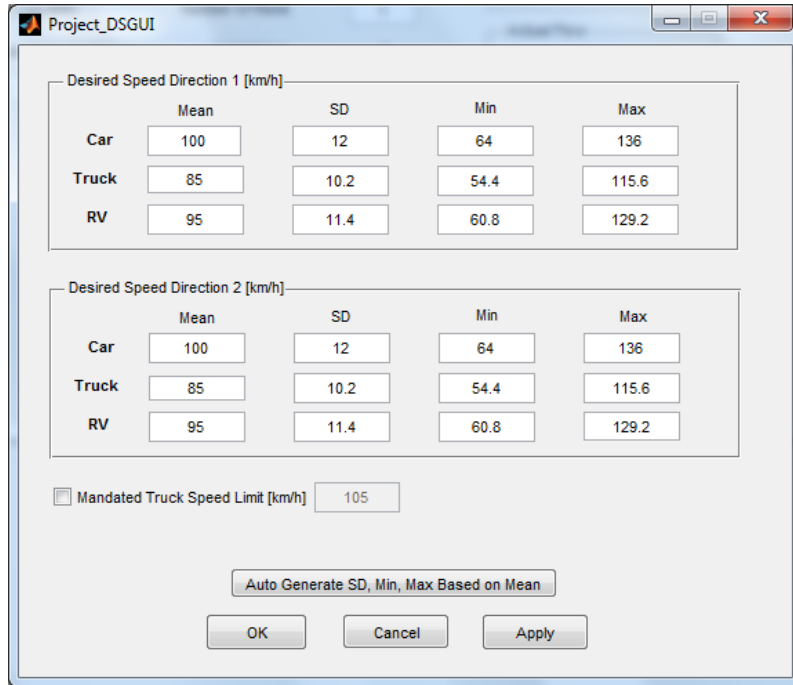 Project_DSGUI
Desired Speed Direction 1 [km/h]
Mean SD Min Max
Car 100 12 64 136
Truck 85 10.2 54.4 115.6
RV 95 11.4 60.8 129.2
Desired Speed Direction 2 [km/h]
Mean SD Min Max
Car 100 12 64 136
Truck 85 10.2 54.4 115.6
RV 95 11.4 60.8 129.2
Mandated Truck Speed Limit [km/h] 105
Auto Generate SD, Min, Max Based on Mean
OK Cancel Apply